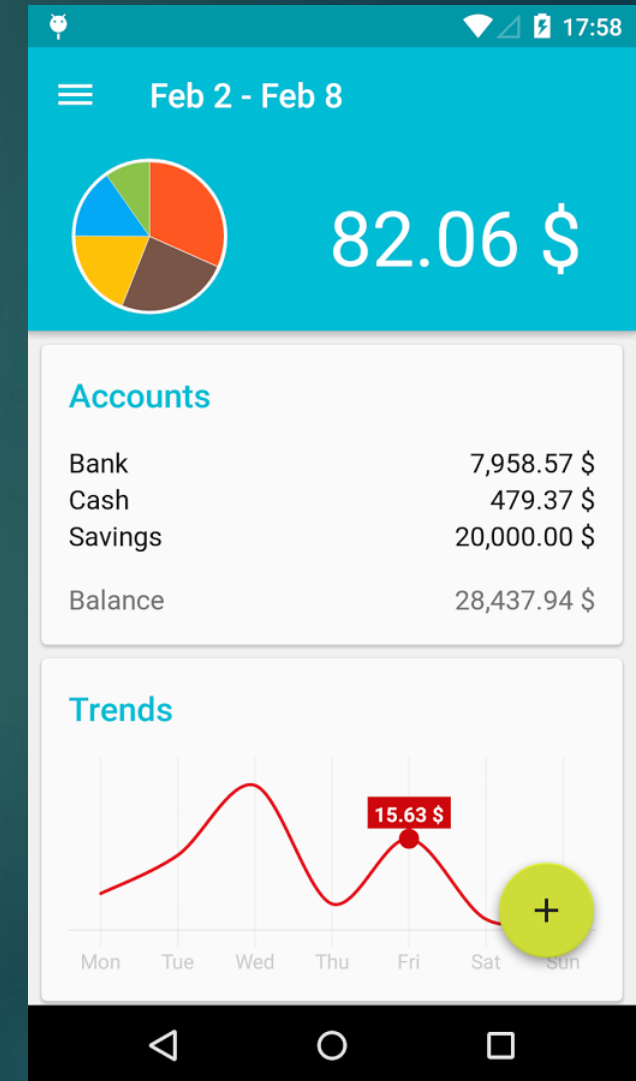 17:58
Feb 2 - Feb 8
82.06 $
Accounts
Bank 7,958.57 $
Cash 479.37 $
Savings 20,000.00 $
Balance 28,437.94 $
Trends
15.63 $
+
Mon Tue Wed Thu Fri Sat Sun